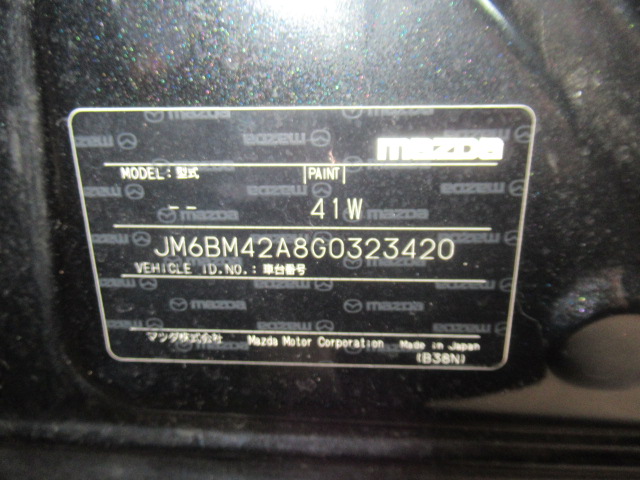 mazda
MODEL: 型式 PAINT
-- 41W
JM6BM42A8G0323420
VEHICLE ID.NO.: 車台番号
マツダ株式会社 Mazda Motor Corporation Made in Japan
(B38N)